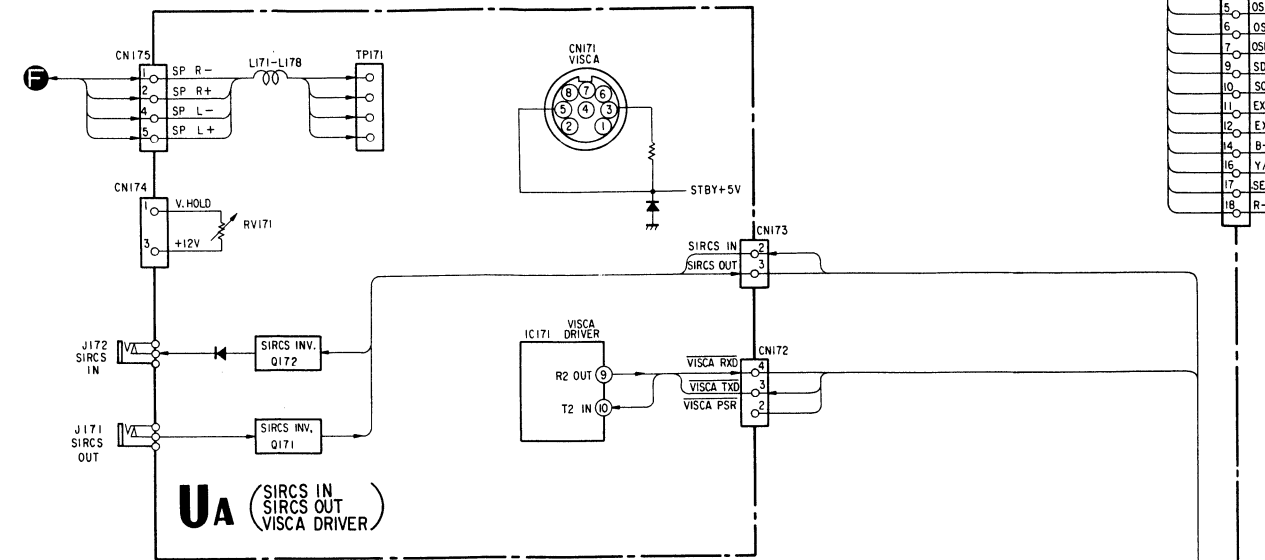 F
CN175
1 SP R-
2 SP R+
4 SP L-
5 SP L+
L171-L178
TP171
CN171
VISCA
8 7 6
5 4 3
2 1
STBY+5V
CN174
1 V.HOLD
3 +12V
RV171
CN173
SIRCS IN 2
SIRCS OUT 3
J172
SIRCS
IN
SIRCS INV.
Q172
J171
SIRCS
OUT
SIRCS INV,
Q171
IC171
VISCA
DRIVER
R2 OUT 9
T2 IN 10
CN172
VISCA RXD 4
VISCA TXD 3
VISCA PSR 2
UA
(SIRCS IN
SIRCS OUT
VISCA DRIVER)
5 OS
6 OS
7
9 SD
10
11 EX
12 EX
14 B-
16 Y/
17 SE
18 R-